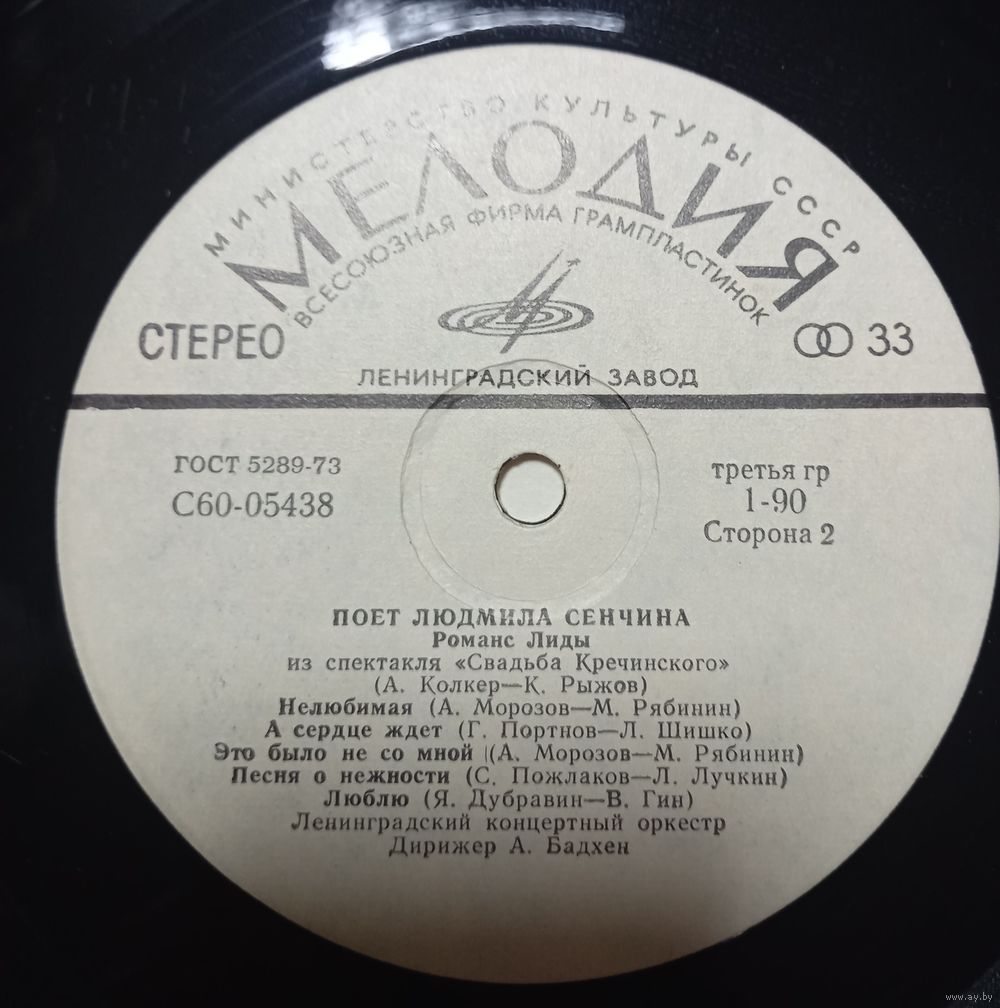 МИНИСТЕРСТВО КУЛЬТУРЫ СССР
МЕЛОДИЯ
ВСЕСОЮЗНАЯ ФИРМА ГРАМПЛАСТИНОК
СТЕРЕО
33
ЛЕНИНГРАДСКИЙ ЗАВОД
ГОСТ 5289-73
С60-05438
третья гр
1-90
Сторона 2
ПОЕТ ЛЮДМИЛА СЕНЧИНА
Романс Лиды
из спектакля «Свадьба Кречинского»
(А. Колкер—К. Рыжов)
Нелюбимая (А. Морозов—М. Рябинин)
А сердце ждет (Г. Портнов—Л. Шишко)
Это было не со мной (А. Морозов—М. Рябинин)
Песня о нежности (С. Пожлаков—Л. Лучкин)
Люблю (Я. Дубравин—В. Гин)
Ленинградский концертный оркестр
Дирижер А. Бадхен
www.ay.by